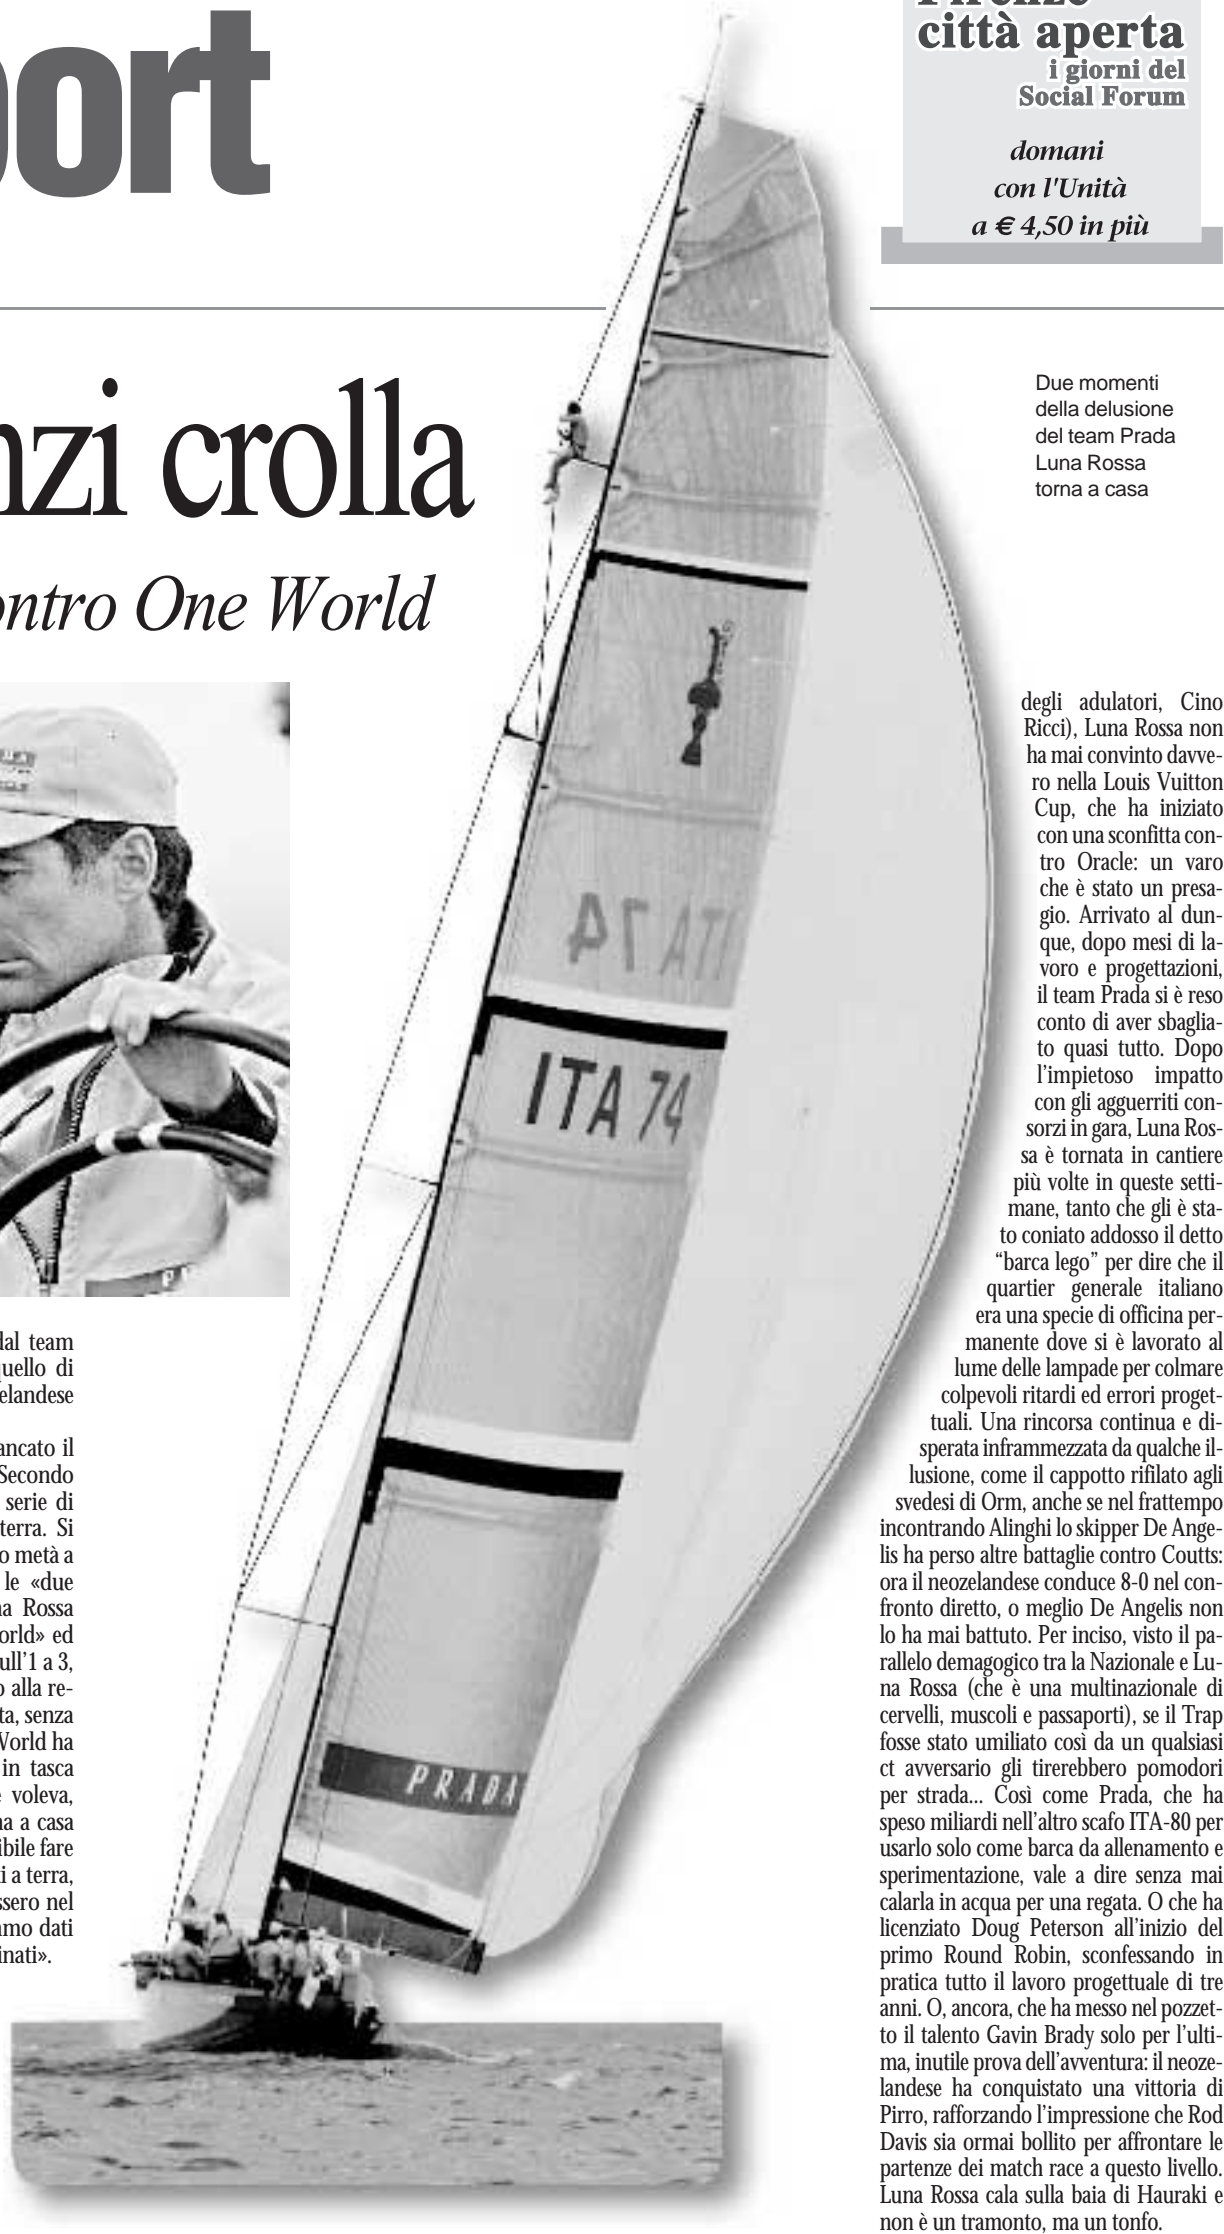 città aperta
i giorni del
Social Forum
domani
con l'Unità
a € 4,50 in più
crolla
One World
Due momenti
della delusione
del team Prada
Luna Rossa
torna a casa
ITA 74
ITA 74
PRADA
dal team
quello di
ancato il
Secondo
serie di
terra. Si
o metà a
le «due
na Rossa
orld» ed
ull'1 a 3,
o alla re-
ta, senza
World ha
in tasca
e voleva,
na a casa
ibile fare
i a terra,
ssero nel
amo dati
inati».
degli adulatori, Cino
Ricci), Luna Rossa non
ha mai convinto davve-
ro nella Louis Vuitton
Cup, che ha iniziato
con una sconfitta con-
tro Oracle: un varo
che è stato un presa-
gio. Arrivato al dun-
que, dopo mesi di la-
voro e progettazioni,
il team Prada si è reso
conto di aver sbaglia-
to quasi tutto. Dopo
l'impietoso impatto
con gli agguerriti con-
sorzi in gara, Luna Ros-
sa è tornata in cantiere
più volte in queste setti-
mane, tanto che gli è sta-
to coniato addosso il detto
“barca lego” per dire che il
quartier generale italiano
era una specie di officina per-
manente dove si è lavorato al
lume delle lampade per colmare
colpevoli ritardi ed errori proget-
tuali. Una rincorsa continua e di-
sperata inframmezzata da qualche il-
lusione, come il cappotto rifilato agli
svedesi di Orm, anche se nel frattempo
incontrando Alinghi lo skipper De Ange-
lis ha perso altre battaglie contro Coutts:
ora il neozelandese conduce 8-0 nel con-
fronto diretto, o meglio De Angelis non
lo ha mai battuto. Per inciso, visto il pa-
rallelo demagogico tra la Nazionale e Lu-
na Rossa (che è una multinazionale di
cervelli, muscoli e passaporti), se il Trap
fosse stato umiliato così da un qualsiasi
ct avversario gli tirerebbero pomodori
per strada... Così come Prada, che ha
speso miliardi nell'altro scafo ITA-80 per
usarlo solo come barca da allenamento e
sperimentazione, vale a dire senza mai
calarla in acqua per una regata. O che ha
licenziato Doug Peterson all'inizio del
primo Round Robin, sconfessando in
pratica tutto il lavoro progettuale di tre
anni. O, ancora, che ha messo nel pozzet-
to il talento Gavin Brady solo per l'ulti-
ma, inutile prova dell'avventura: il neoze-
landese ha conquistato una vittoria di
Pirro, rafforzando l'impressione che Rod
Davis sia ormai bollito per affrontare le
partenze dei match race a questo livello.
Luna Rossa cala sulla baia di Hauraki e
non è un tramonto, ma un tonfo.